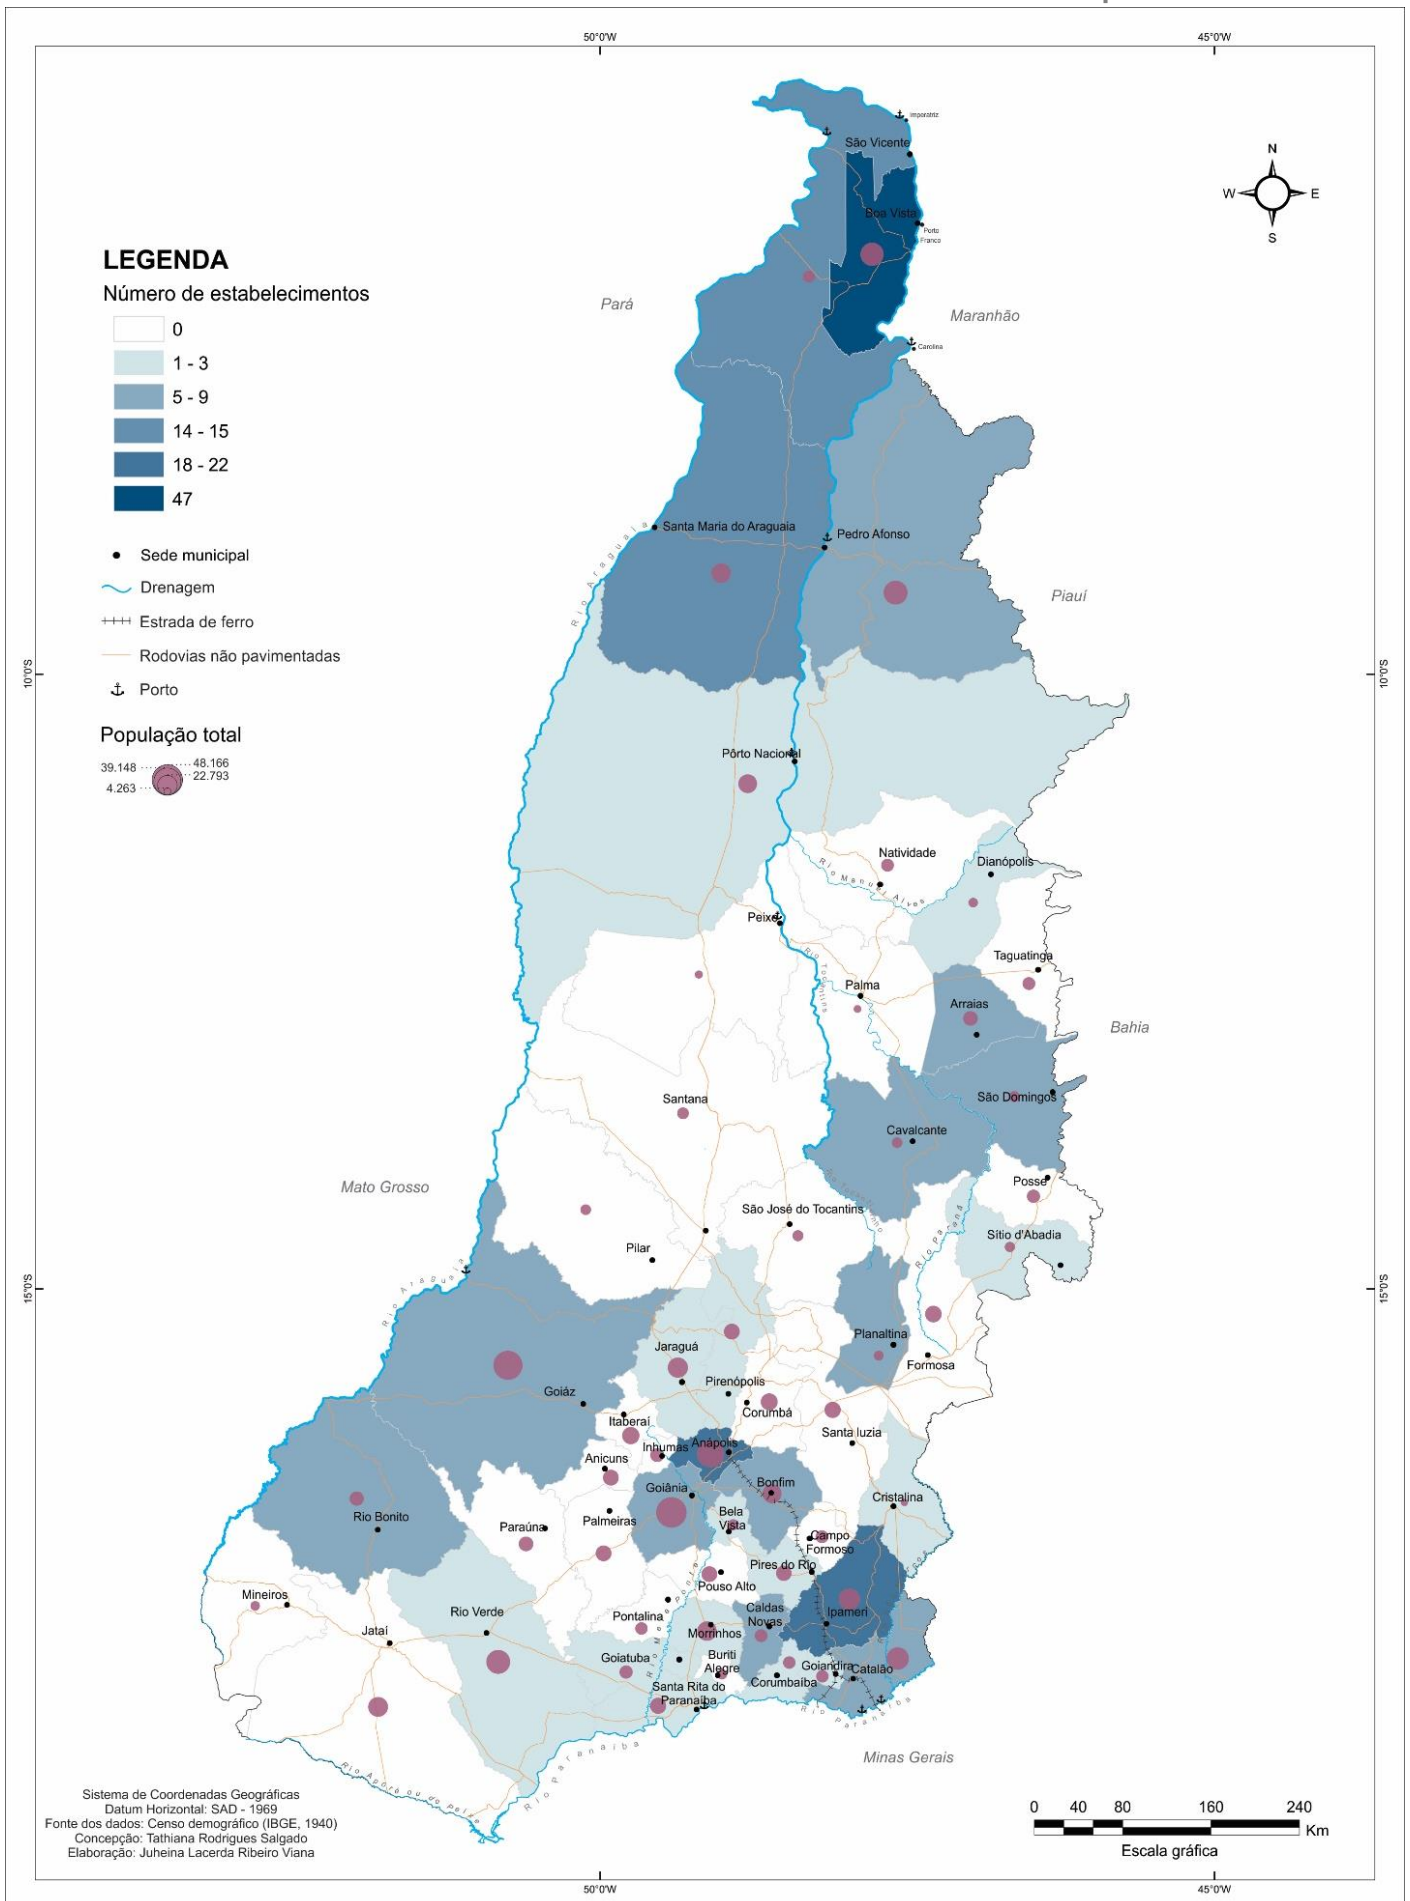 50°0'W
45°0'W
Imperatriz
São Vicente
N
W
E
S
Boa Vista
Porto
Franco
LEGENDA
Número de estabelecimentos
0
1 - 3
5 - 9
14 - 15
18 - 22
47
Sede municipal
Drenagem
Estrada de ferro
Rodovias não pavimentadas
Porto
População total
39.148
48.166
22.793
4.263
Pará
Maranhão
Carolina
Santa Maria do Araguaia
Pedro Afonso
Rio Araguaia
Piauí
10°0'S
10°0'S
Pôrto Nacional
Natividade
Dianópolis
Rio Manuel Alves
Peixe
Rio Tocantins
Taguatinga
Palma
Arraias
Bahia
Santana
São Domingos
Cavalcante
Mato Grosso
Posse
São José do Tocantins
Rio Paranã
Sítio d'Abadia
Pilar
Rio Araguaia
15°0'S
15°0'S
Planaltina
Formosa
Jaraguá
Pirenópolis
Goiáz
Corumbá
Itaberaí
Santa luzia
Inhumas
Anápolis
Anicuns
Goiânia
Bonfim
Cristalina
Rio Bonito
Palmeiras
Bela
Vista
Paraúna
Campo
Formoso
Pires do Rio
Pouso Alto
Mineiros
Rio Verde
Pontalina
Caldas
Novas
Ipameri
Jataí
Morrinhos
Goiatuba
Buriti
Alegre
Goiandira
Catalão
Corumbaíba
Santa Rita do
Paranaíba
Rio Paranaíba
Rio Paranaíba
Minas Gerais
Sistema de Coordenadas Geográficas
Datum Horizontal: SAD - 1969
Fonte dos dados: Censo demográfico (IBGE, 1940)
Concepção: Tathiana Rodrigues Salgado
Elaboração: Juheina Lacerda Ribeiro Viana
0 40 80 160 240
Km
Escala gráfica
50°0'W
45°0'W